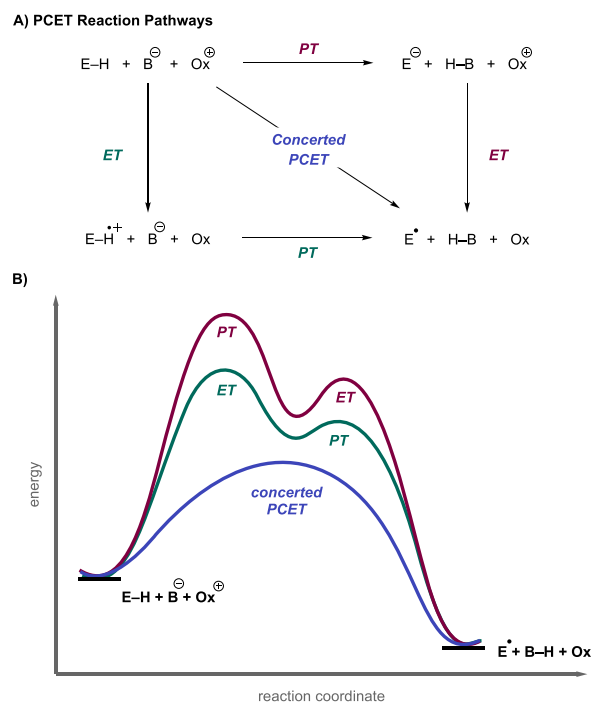 A) PCET Reaction Pathways
E–H + B⊖ + Ox⊕
PT
E⊖ + H–B + Ox⊕
ET
Concerted
PCET
ET
E–H•+ + B⊖ + Ox
PT
E• + H–B + Ox
B)
PT
ET
ET
PT
concerted
PCET
energy
E–H + B⊖ + Ox⊕
E• + B–H + Ox
reaction coordinate